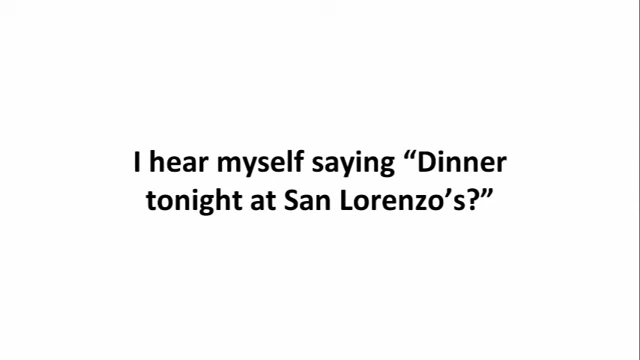 I hear myself saying “Dinner
tonight at San Lorenzo’s?”